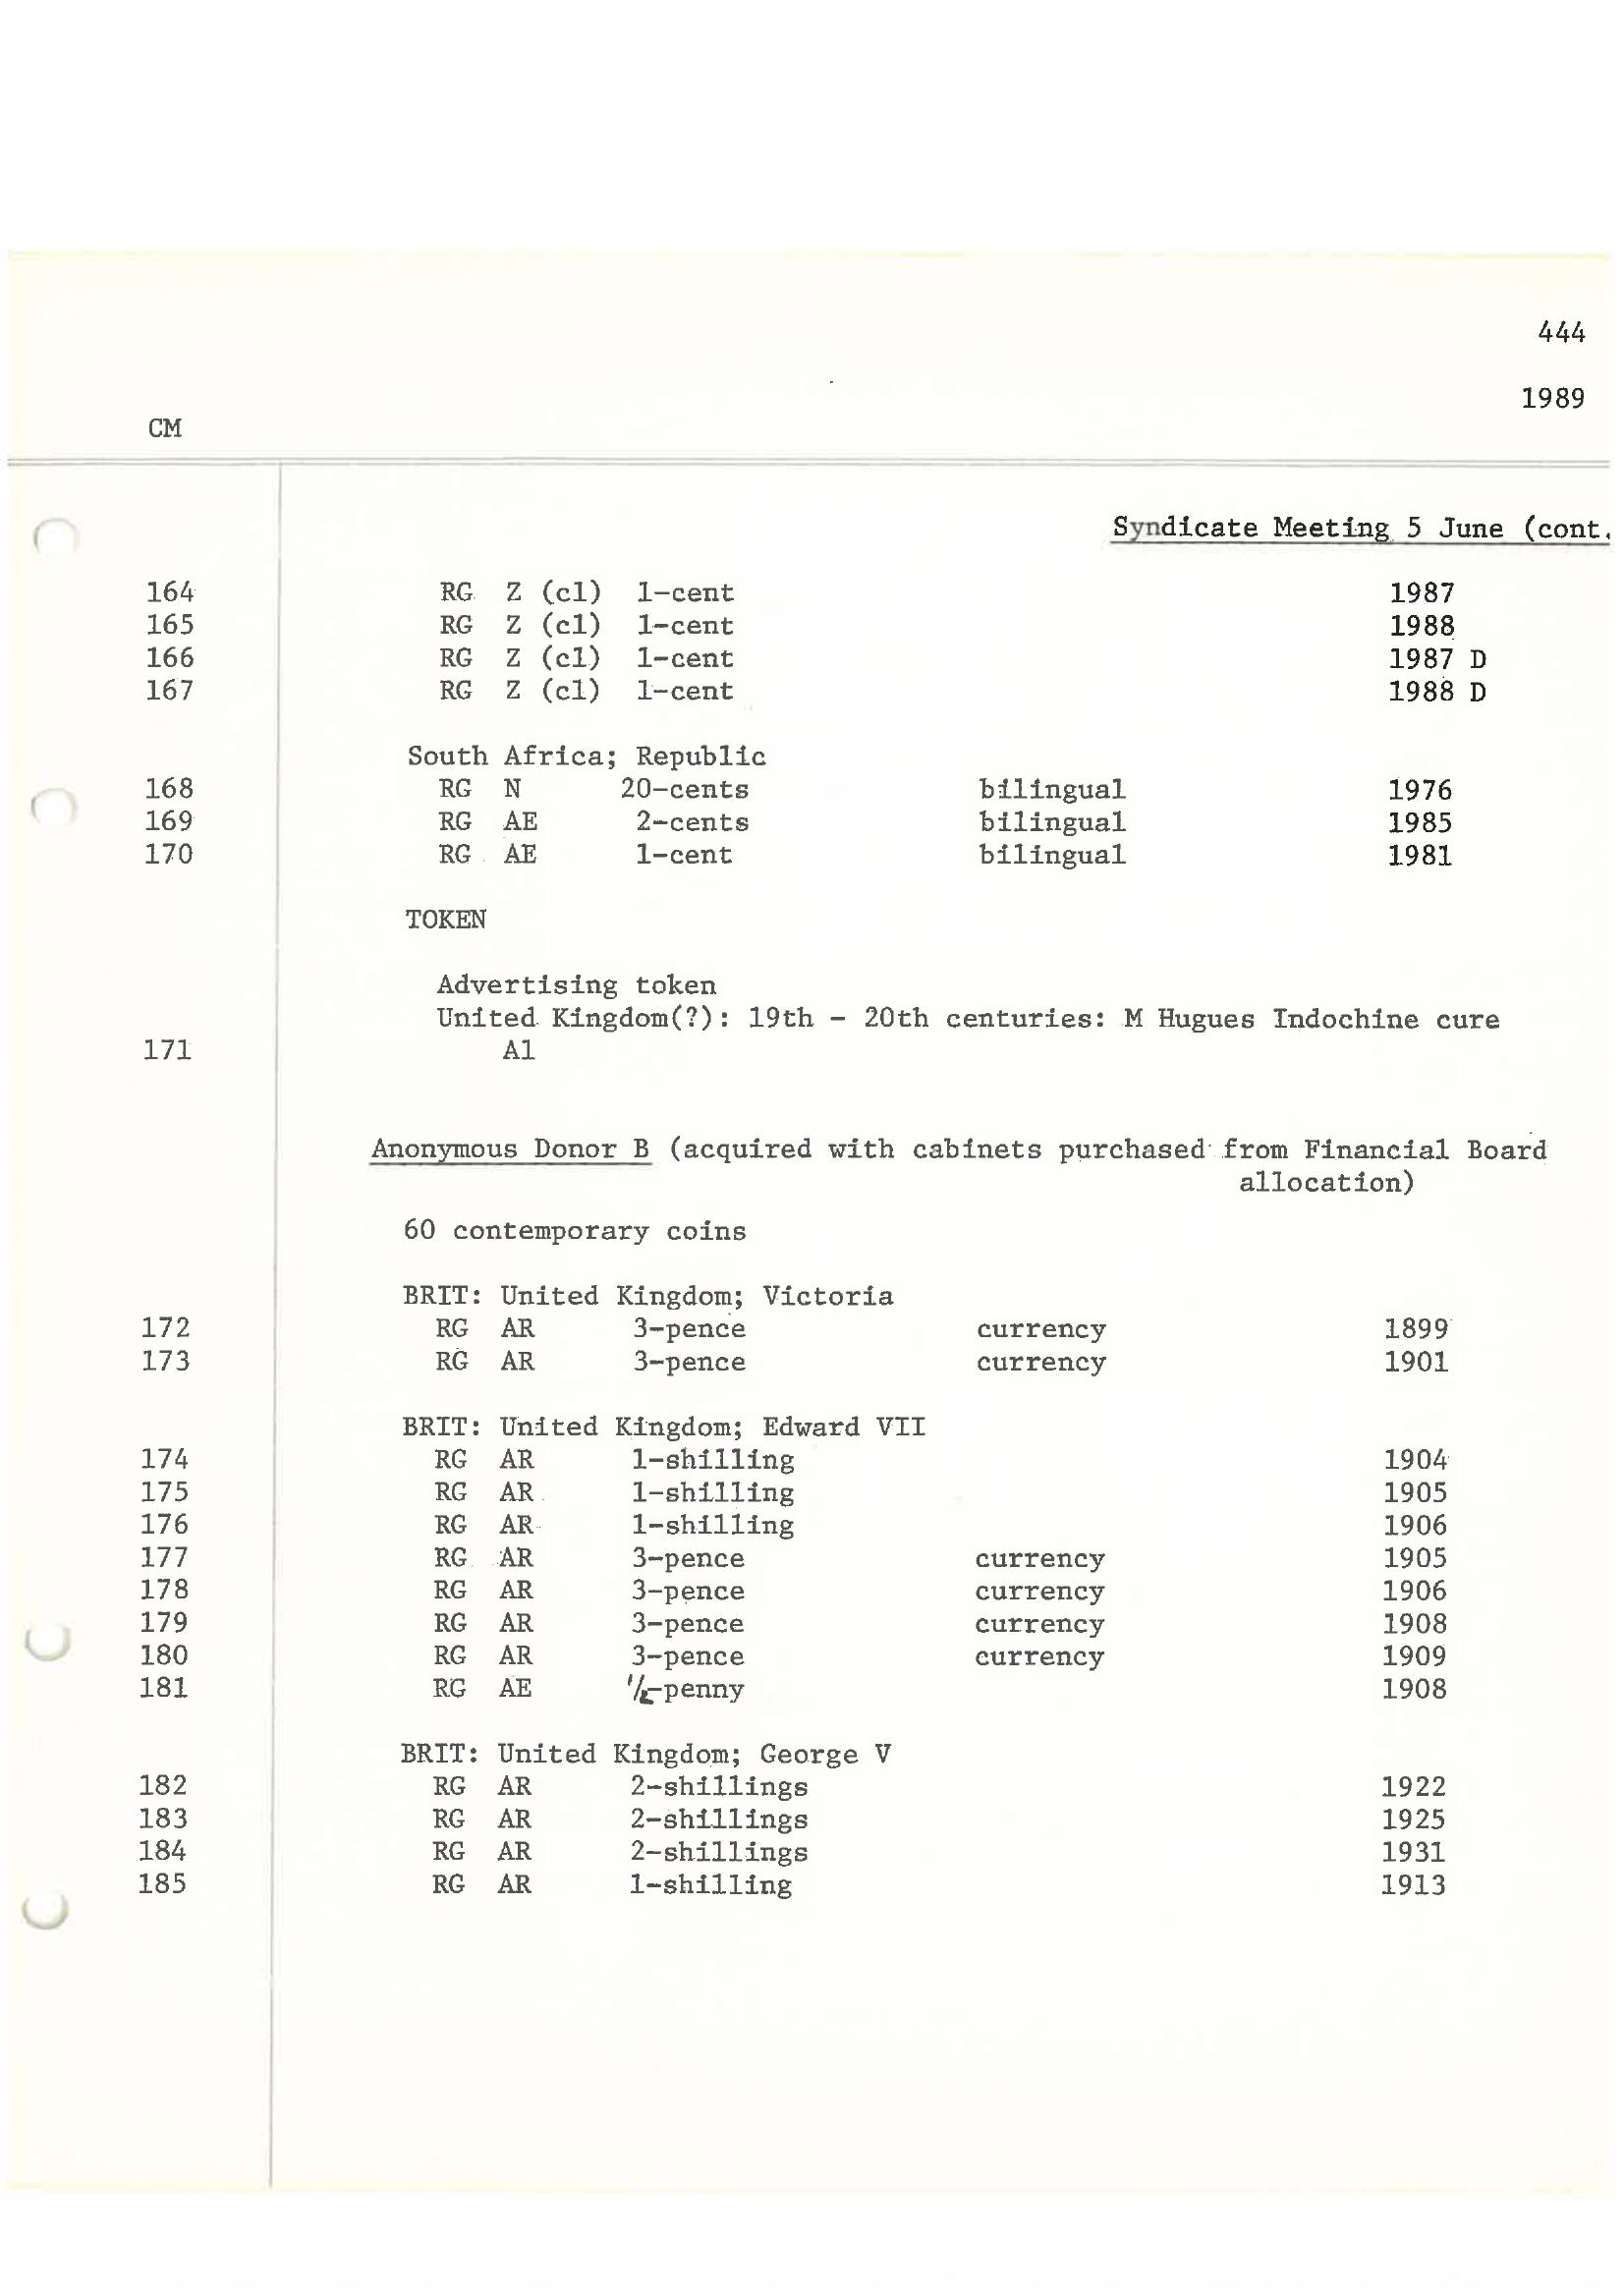 444
1989
CM
Syndicate Meeting 5 June (cont.
164 RG Z (cl) 1-cent 1987
165 RG Z (cl) 1-cent 1988
166 RG Z (cl) 1-cent 1987 D
167 RG Z (cl) 1-cent 1988 D
South Africa; Republic
168 RG N 20-cents bilingual 1976
169 RG AE 2-cents bilingual 1985
170 RG AE 1-cent bilingual 1981
TOKEN
Advertising token
United Kingdom(?): 19th - 20th centuries: M Hugues Indochine cure
171 Al
Anonymous Donor B (acquired with cabinets purchased from Financial Board
allocation)
60 contemporary coins
BRIT: United Kingdom; Victoria
172 RG AR 3-pence currency 1899
173 RG AR 3-pence currency 1901
BRIT: United Kingdom; Edward VII
174 RG AR 1-shilling 1904
175 RG AR 1-shilling 1905
176 RG AR 1-shilling 1906
177 RG AR 3-pence currency 1905
178 RG AR 3-pence currency 1906
179 RG AR 3-pence currency 1908
180 RG AR 3-pence currency 1909
181 RG AE 1/2-penny 1908
BRIT: United Kingdom; George V
182 RG AR 2-shillings 1922
183 RG AR 2-shillings 1925
184 RG AR 2-shillings 1931
185 RG AR 1-shilling 1913